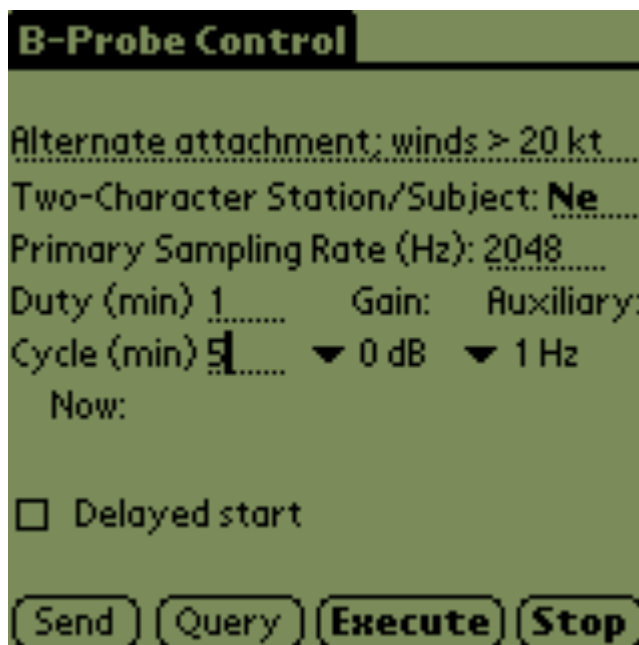 B-Probe Control
Alternate attachment; winds > 20 kt
Two-Character Station/Subject: Ne
Primary Sampling Rate (Hz): 2048
Duty (min) 1 Gain: Auxiliary:
Cycle (min) 5 0 dB 1 Hz
Now:
Delayed start
Send Query Execute Stop